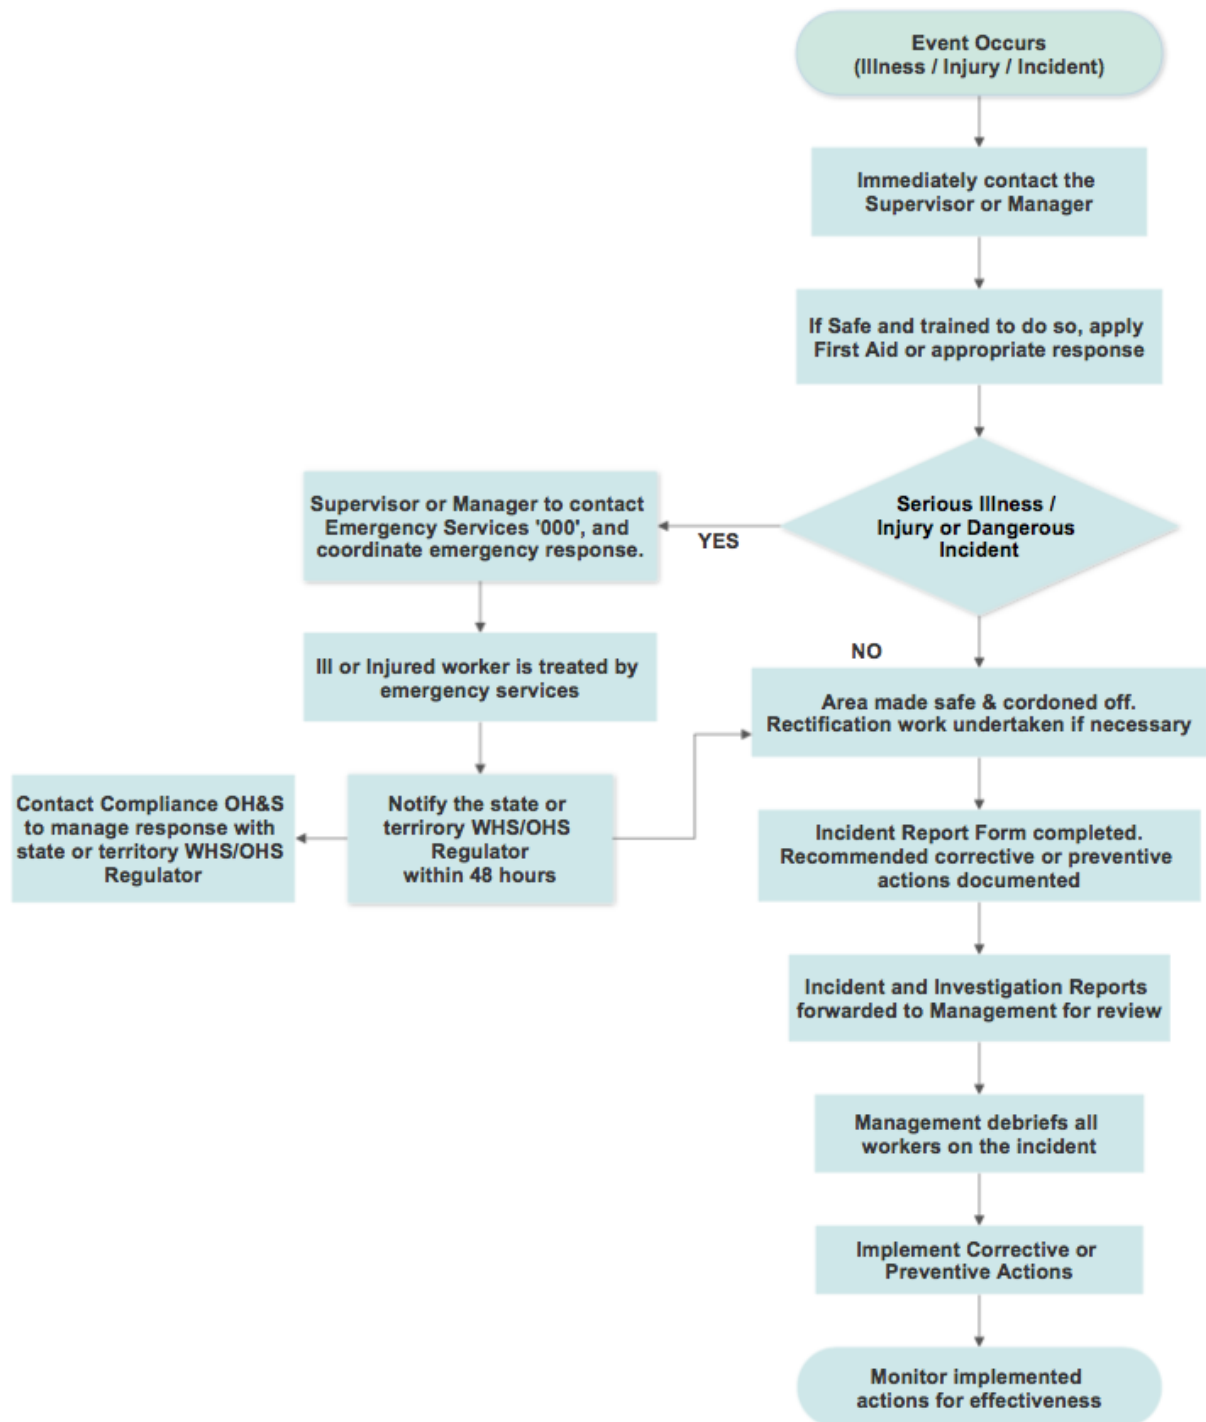 Event Occurs
(Illness / Injury / Incident)
Immediately contact the
Supervisor or Manager
If Safe and trained to do so, apply
First Aid or appropriate response
Serious Illness /
Injury or Dangerous
Incident
YES
Supervisor or Manager to contact
Emergency Services '000', and
coordinate emergency response.
Ill or Injured worker is treated by
emergency services
Notify the state or
terrirory WHS/OHS
Regulator
within 48 hours
Contact Compliance OH&S
to manage response with
state or territory WHS/OHS
Regulator
NO
Area made safe & cordoned off.
Rectification work undertaken if necessary
Incident Report Form completed.
Recommended corrective or preventive
actions documented
Incident and Investigation Reports
forwarded to Management for review
Management debriefs all
workers on the incident
Implement Corrective or
Preventive Actions
Monitor implemented
actions for effectiveness